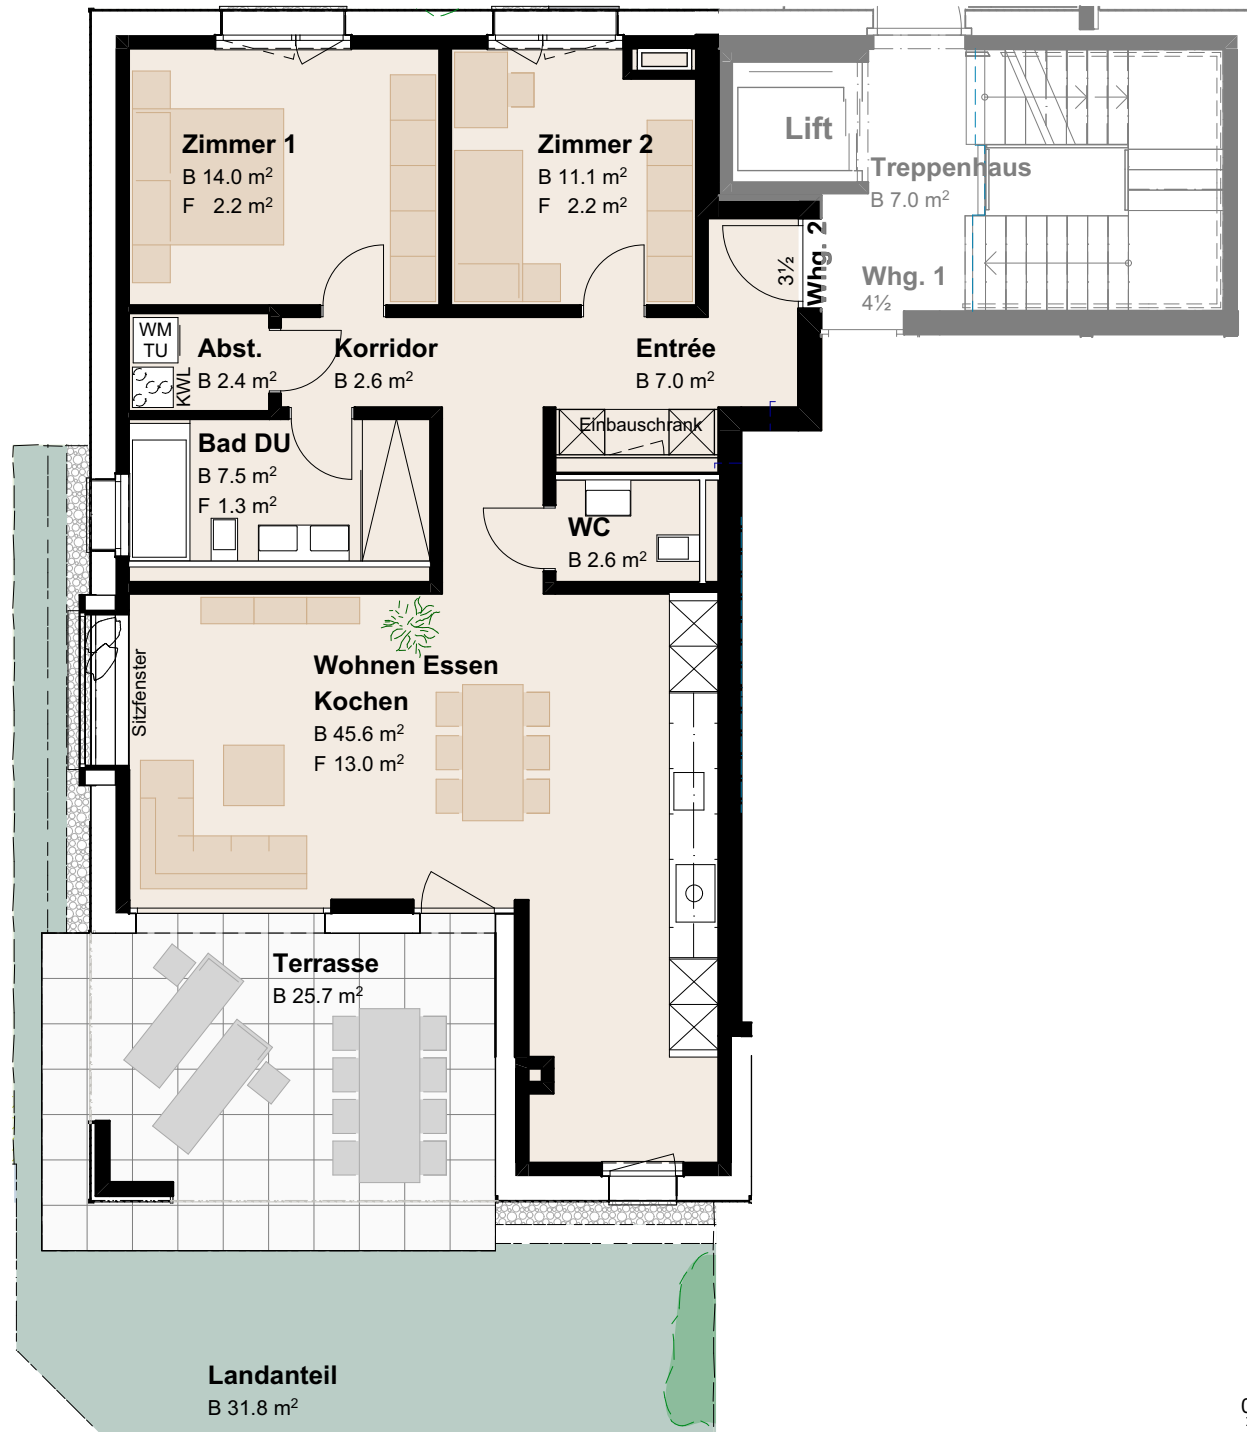 Zimmer 1
B 14.0 m²
F 2.2 m²
Zimmer 2
B 11.1 m²
F 2.2 m²
Lift
Treppenhaus
B 7.0 m²
3½
Whg. 2
Whg. 1
4½
WM
TU
KWL
Abst.
B 2.4 m²
Korridor
B 2.6 m²
Entrée
B 7.0 m²
Einbauschrank
Bad DU
B 7.5 m²
F 1.3 m²
WC
B 2.6 m²
Sitzfenster
Wohnen Essen
Kochen
B 45.6 m²
F 13.0 m²
Terrasse
B 25.7 m²
Landanteil
B 31.8 m²